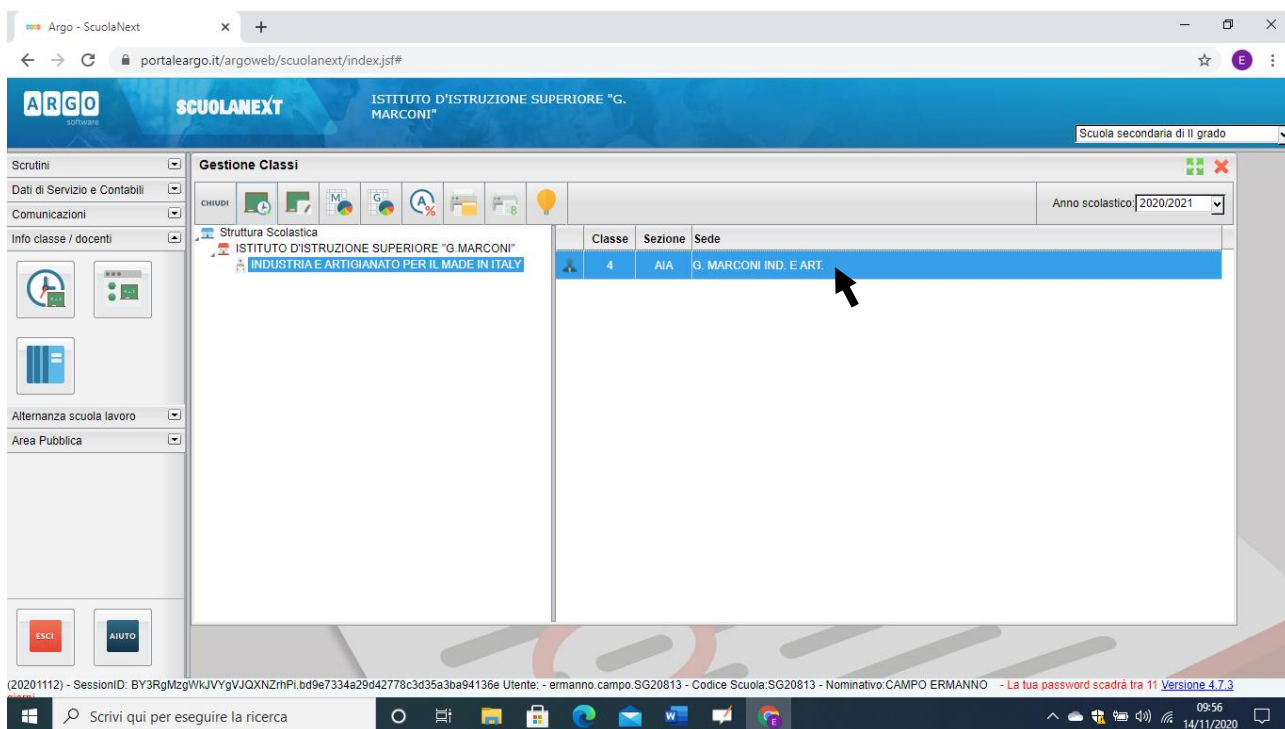 Argo - ScuolaNext
portaleargo.it/argoweb/scuolanext/index.jsf#
E
ARGO
software
SCUOLANEXT
ISTITUTO D'ISTRUZIONE SUPERIORE "G.
MARCONI"
Scuola secondaria di II grado
Scrutini
Dati di Servizio e Contabili
Comunicazioni
Info classe / docenti
Alternanza scuola lavoro
Area Pubblica
ESCI
AIUTO
Gestione Classi
CHIUDI
M
G
A
%
8
Anno scolastico: 2020/2021
Struttura Scolastica
ISTITUTO D'ISTRUZIONE SUPERIORE "G.MARCONI"
INDUSTRIA E ARTIGIANATO PER IL MADE IN ITALY
Classe Sezione Sede
4 AIA G. MARCONI IND. E ART.
(20201112) - SessionID: BY3RgMzgWkJVYgVJQXNZrhPi.bd9e7334a29d42778c3d35a3ba94136e Utente: - ermanno.campo.SG20813 - Codice Scuola:SG20813 - Nominativo:CAMPO ERMANNO - La tua password scadrà tra 11 Versione 4.7.3
giorni
Scrivi qui per eseguire la ricerca
W
E
09:56
14/11/2020